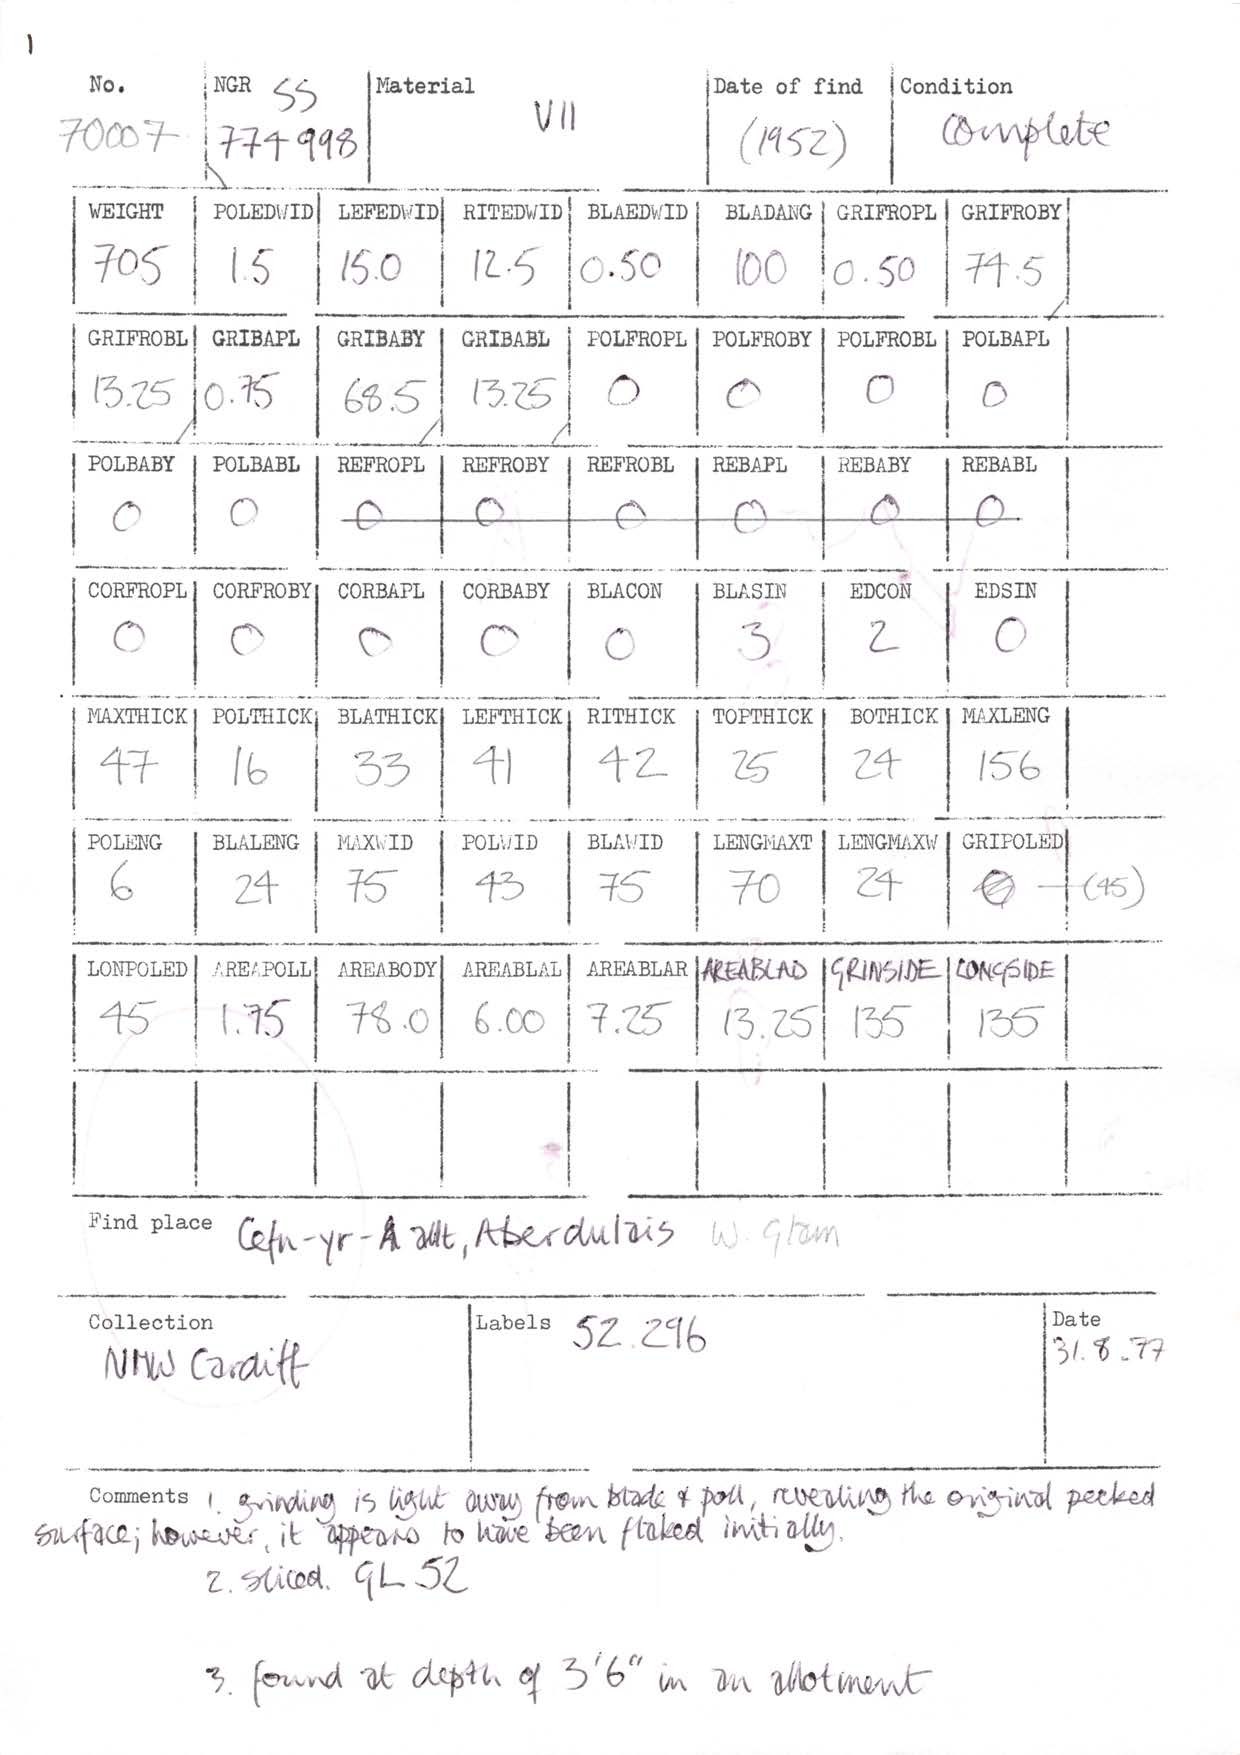 1
No. NGR SS Material Date of find Condition
70007 774 998 VII (1952) Complete
WEIGHT POLEDWID LEFEDWID RITEDWID BLAEDWID BLADANG GRIFROPL GRIFROBY
705 1.5 15.0 12.5 0.50 100 0.50 74.5
GRIFROBL GRIBAPL GRIBABY GRIBABL POLFROPL POLFROBY POLFROBL POLBAPL
13.25 0.75 68.5 13.25 0 0 0 0
POLBABY POLBABL REFROPL REFROBY REFROBL REBAPL REBABY REBABL
0 0 0 0 0 0 0 0
CORFROPL CORFROBY CORBAPL CORBABY BLACON BLASIN EDCON EDSIN
0 0 0 0 0 3 2 0
MAXTHICK POLTHICK BLATHICK LEFTHICK RITHICK TOPTHICK BOTHICK MAXLENG
47 16 33 41 42 25 24 156
POLENG BLALENG MAXWID POLWID BLAWID LENGMAXT LENGMAXW GRIPOLED
6 24 75 43 75 70 24 0 — (45)
LONPOLED AREAPOLL AREABODY AREABLAL AREABLAR AREABLAD GRINSIDE LONGSIDE
45 1.75 78.0 6.00 7.25 13.25 135 135
Find place Cefn-yr-Allt, Aberdulais W. Glam
Collection Labels 52.296 Date
NMW Cardiff 31.8.77
Comments 1. grinding is light away from blade & poll, revealing the original pecked
surface; however, it appears to have been flaked initially.
2. sliced. GL 52
3. found at depth of 3'6" in an allotment